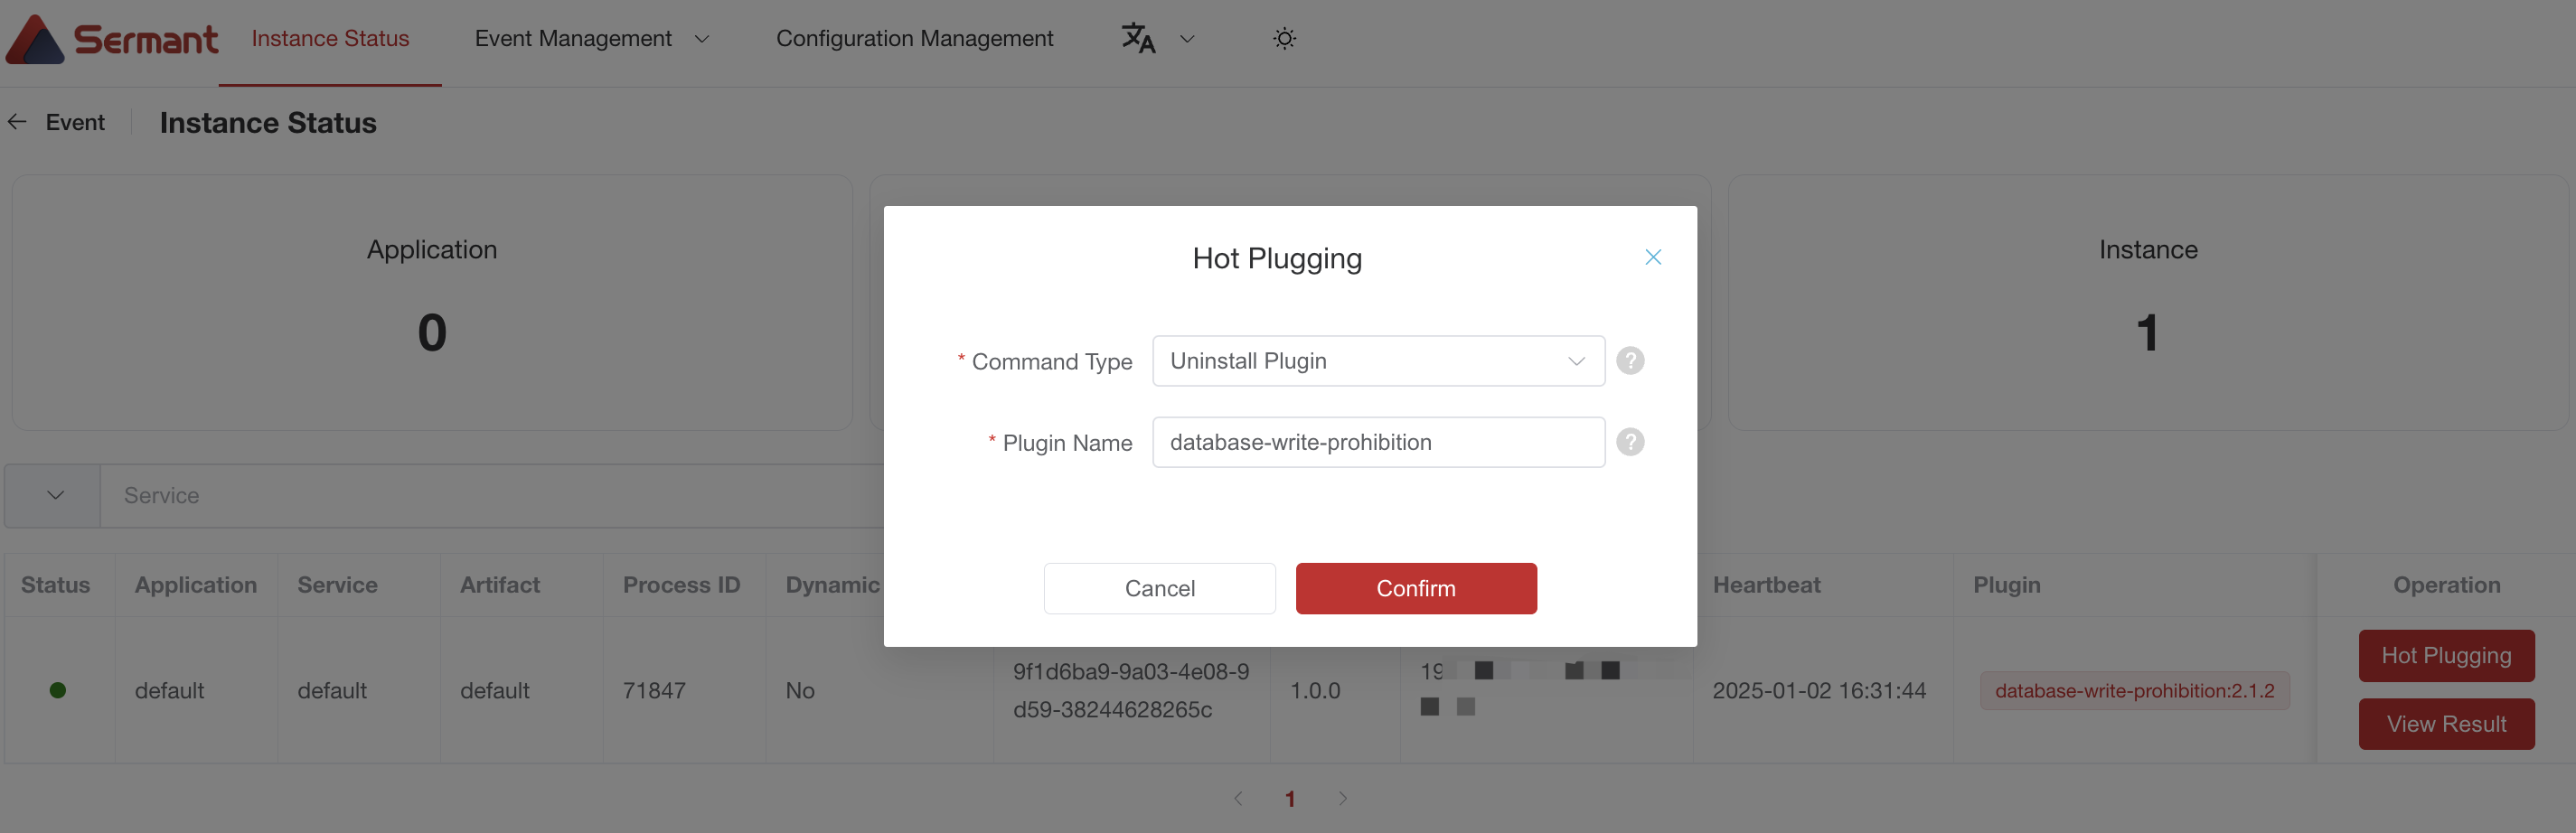 Sermant Instance Status Event Management Configuration Management
Event Instance Status
Application Instance
0 1
Hot Plugging
* Command Type Uninstall Plugin ?
* Plugin Name database-write-prohibition ?
Cancel Confirm
Service
Status Application Service Artifact Process ID Dynamic Heartbeat Plugin Operation
default default default 71847 No 9f1d6ba9-9a03-4e08-9 1.0.0 19 2025-01-02 16:31:44 database-write-prohibition:2.1.2 Hot Plugging
d59-38244628265c View Result
1